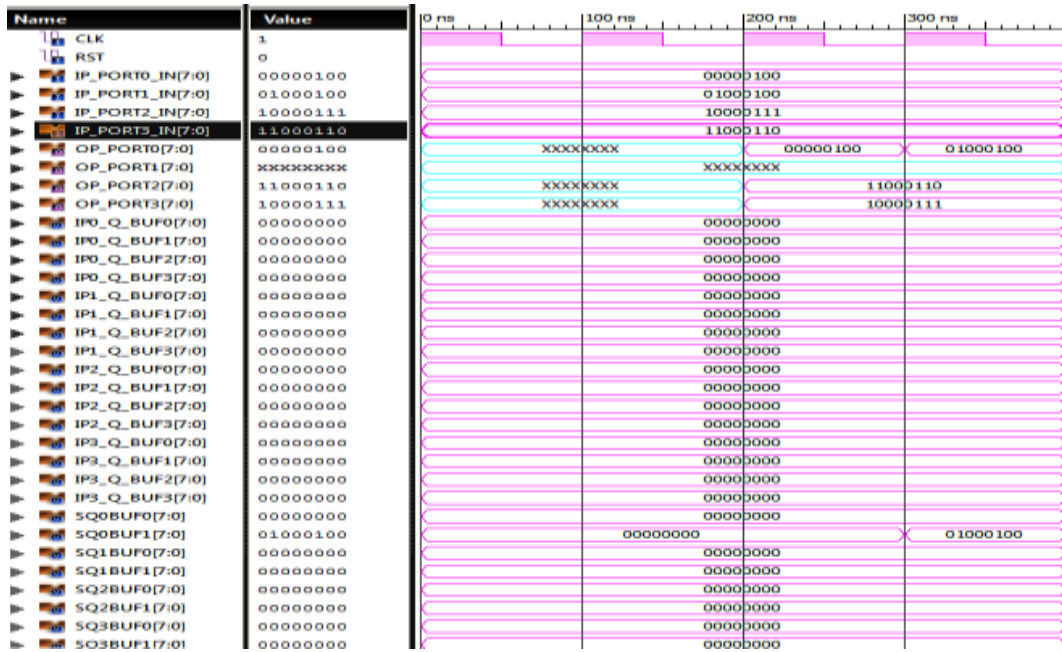 Name Value 0 ns 100 ns 200 ns 300 ns
CLK 1
RST 0
IP_PORT0_IN[7:0] 00000100 00000100
IP_PORT1_IN[7:0] 01000100 01000100
IP_PORT2_IN[7:0] 10000111 10000111
IP_PORT3_IN[7:0] 11000110 11000110
OP_PORT0[7:0] 00000100 XXXXXXXX 00000100 01000100
OP_PORT1[7:0] XXXXXXXX XXXXXXXX
OP_PORT2[7:0] 11000110 XXXXXXXX 11000110
OP_PORT3[7:0] 10000111 XXXXXXXX 10000111
IP0_Q_BUF0[7:0] 00000000 00000000
IP0_Q_BUF1[7:0] 00000000 00000000
IP0_Q_BUF2[7:0] 00000000 00000000
IP0_Q_BUF3[7:0] 00000000 00000000
IP1_Q_BUF0[7:0] 00000000 00000000
IP1_Q_BUF1[7:0] 00000000 00000000
IP1_Q_BUF2[7:0] 00000000 00000000
IP1_Q_BUF3[7:0] 00000000 00000000
IP2_Q_BUF0[7:0] 00000000 00000000
IP2_Q_BUF1[7:0] 00000000 00000000
IP2_Q_BUF2[7:0] 00000000 00000000
IP2_Q_BUF3[7:0] 00000000 00000000
IP3_Q_BUF0[7:0] 00000000 00000000
IP3_Q_BUF1[7:0] 00000000 00000000
IP3_Q_BUF2[7:0] 00000000 00000000
IP3_Q_BUF3[7:0] 00000000 00000000
SQ0BUF0[7:0] 00000000 00000000
SQ0BUF1[7:0] 01000100 00000000 01000100
SQ1BUF0[7:0] 00000000 00000000
SQ1BUF1[7:0] 00000000 00000000
SQ2BUF0[7:0] 00000000 00000000
SQ2BUF1[7:0] 00000000 00000000
SQ3BUF0[7:0] 00000000 00000000
SQ3BUF1[7:0] 00000000 00000000